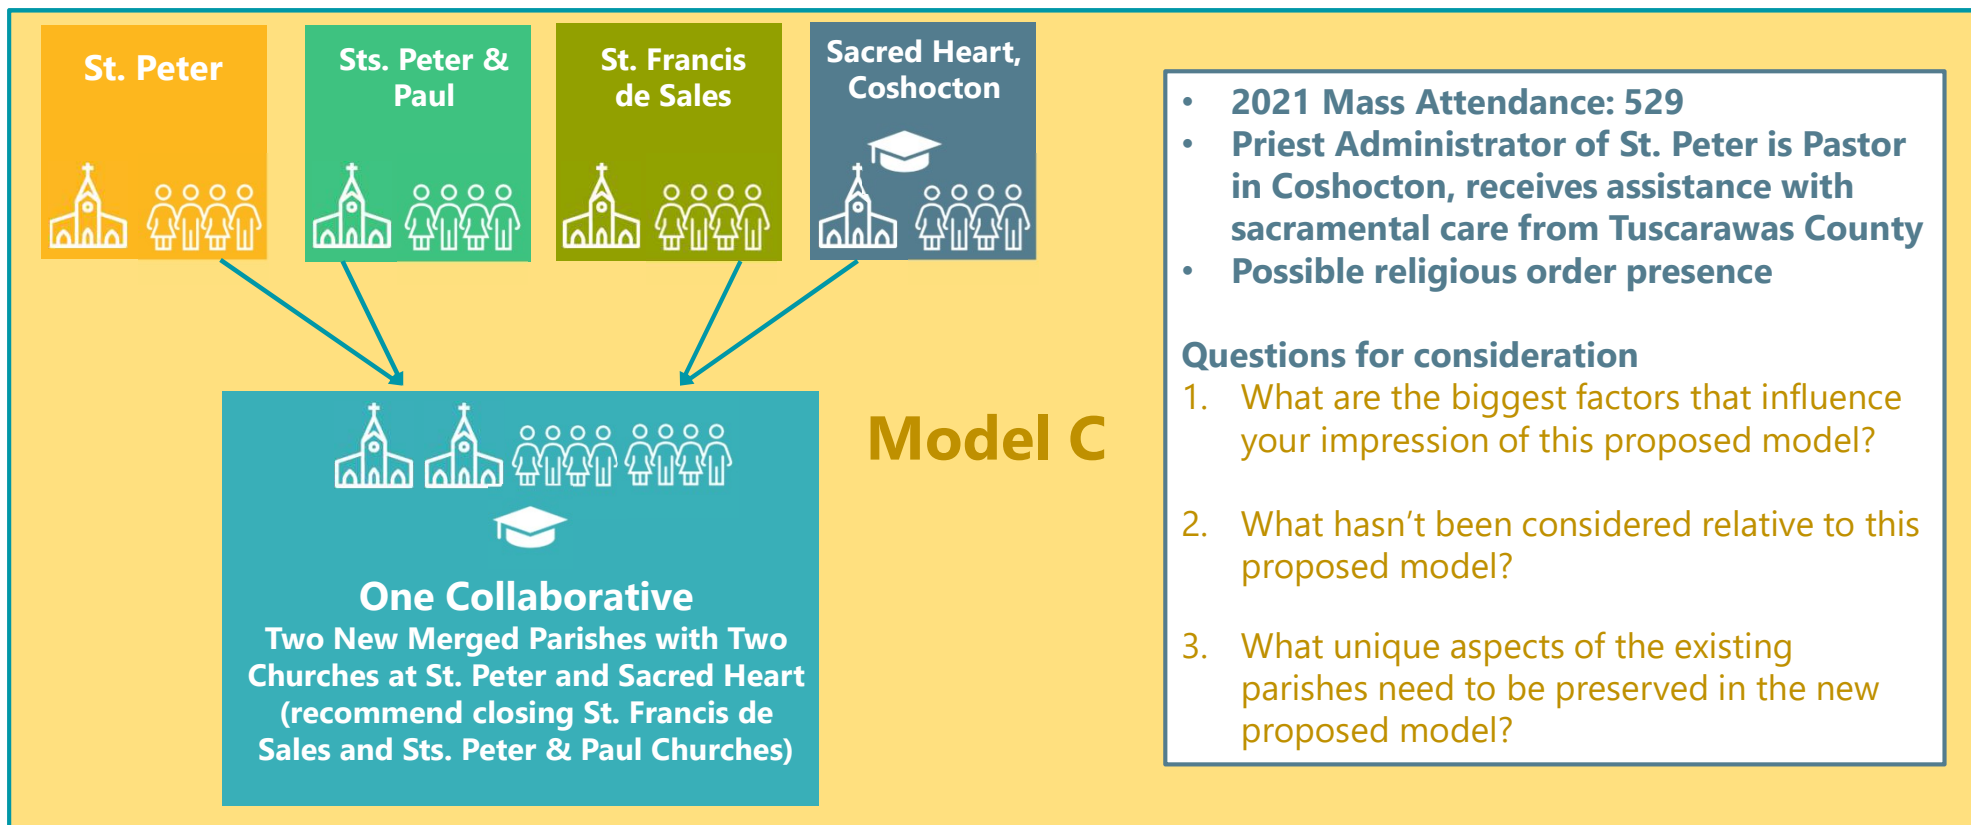 St. Peter
Sts. Peter &
Paul
St. Francis
de Sales
Sacred Heart,
Coshocton
One Collaborative
Two New Merged Parishes with Two
Churches at St. Peter and Sacred Heart
(recommend closing St. Francis de
Sales and Sts. Peter & Paul Churches)
Model C
• 2021 Mass Attendance: 529
• Priest Administrator of St. Peter is Pastor
in Coshocton, receives assistance with
sacramental care from Tuscarawas County
• Possible religious order presence
Questions for consideration
1. What are the biggest factors that influence
your impression of this proposed model?
2. What hasn’t been considered relative to this
proposed model?
3. What unique aspects of the existing
parishes need to be preserved in the new
proposed model?